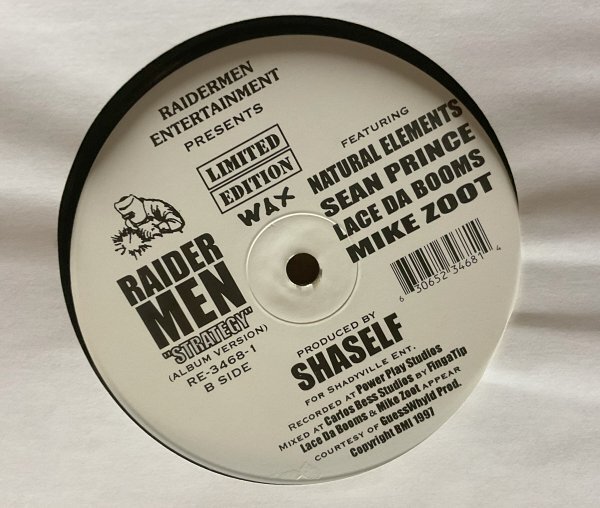 RAIDERMEN
ENTERTAINMENT
PRESENTS
LIMITED
EDITION
WAX
FEATURING
NATURAL ELEMENTS
SEAN PRINCE
LACE DA BOOMS
MIKE ZOOT
RAIDER
MEN
"STRATEGY"
(ALBUM VERSION)
RE-3468-1
B SIDE
6 30652 34681 4
PRODUCED BY
SHASELF
FOR SHADYVILLE ENT.
RECORDED AT Power Play Studios
MIXED AT Carlos Bess Studios BY FingaTip
Lace Da Booms & Mike Zoot APPEAR
COURTESY OF GuessWhyld Prod.
Copyright BMI 1997